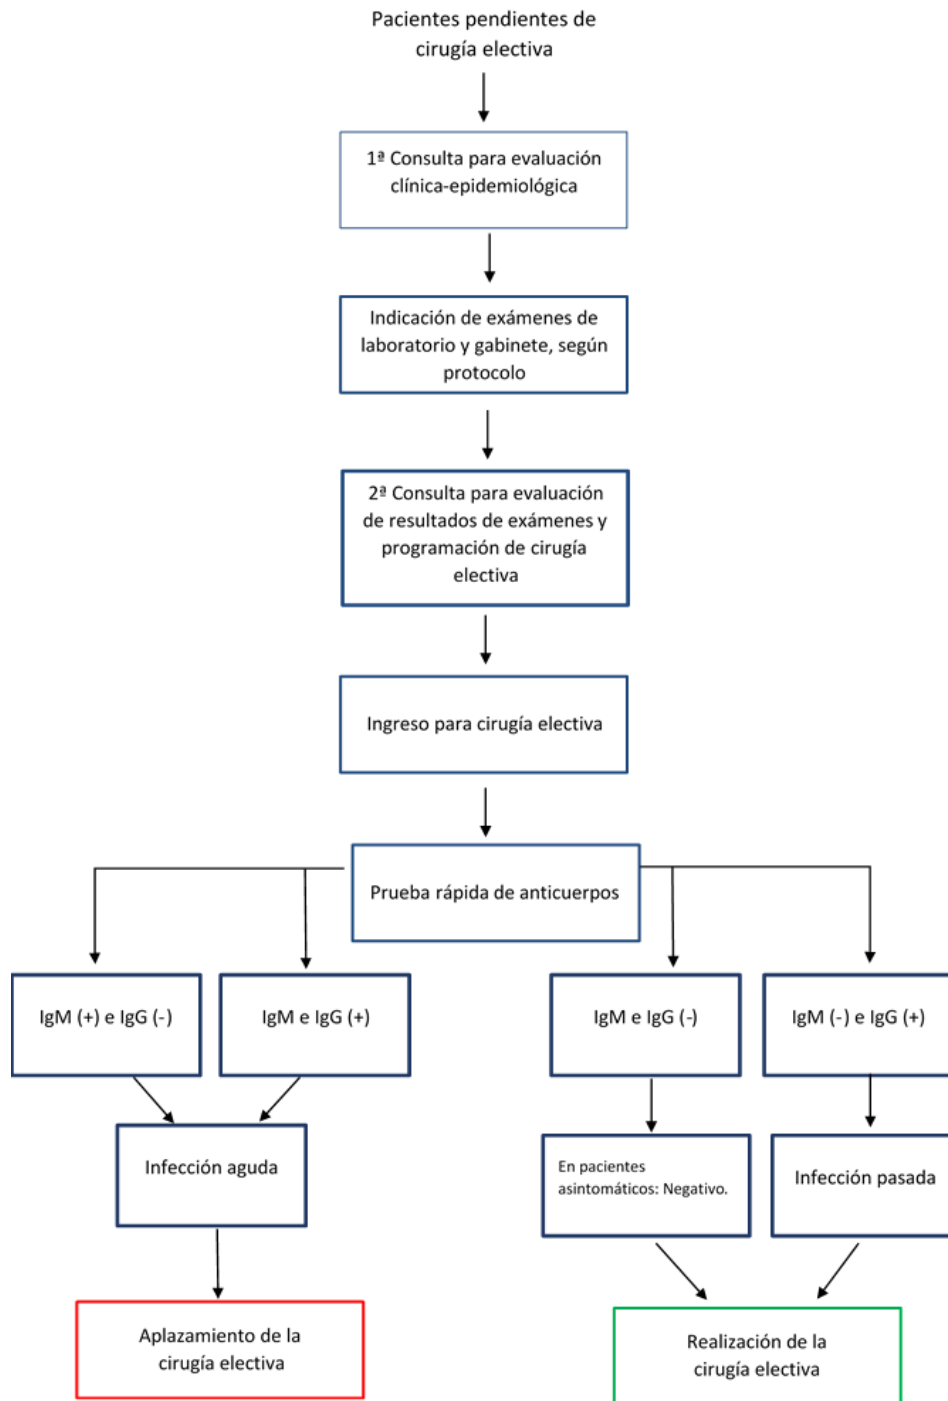 Pacientes pendientes de
cirugía electiva
1ª Consulta para evaluación
clínica-epidemiológica
Indicación de exámenes de
laboratorio y gabinete, según
protocolo
2ª Consulta para evaluación
de resultados de exámenes y
programación de cirugía
electiva
Ingreso para cirugía electiva
Prueba rápida de anticuerpos
IgM (+) e IgG (-)
IgM e IgG (+)
IgM e IgG (-)
IgM (-) e IgG (+)
Infección aguda
En pacientes
asintomáticos: Negativo.
Infección pasada
Aplazamiento de la
cirugía electiva
Realización de la
cirugía electiva